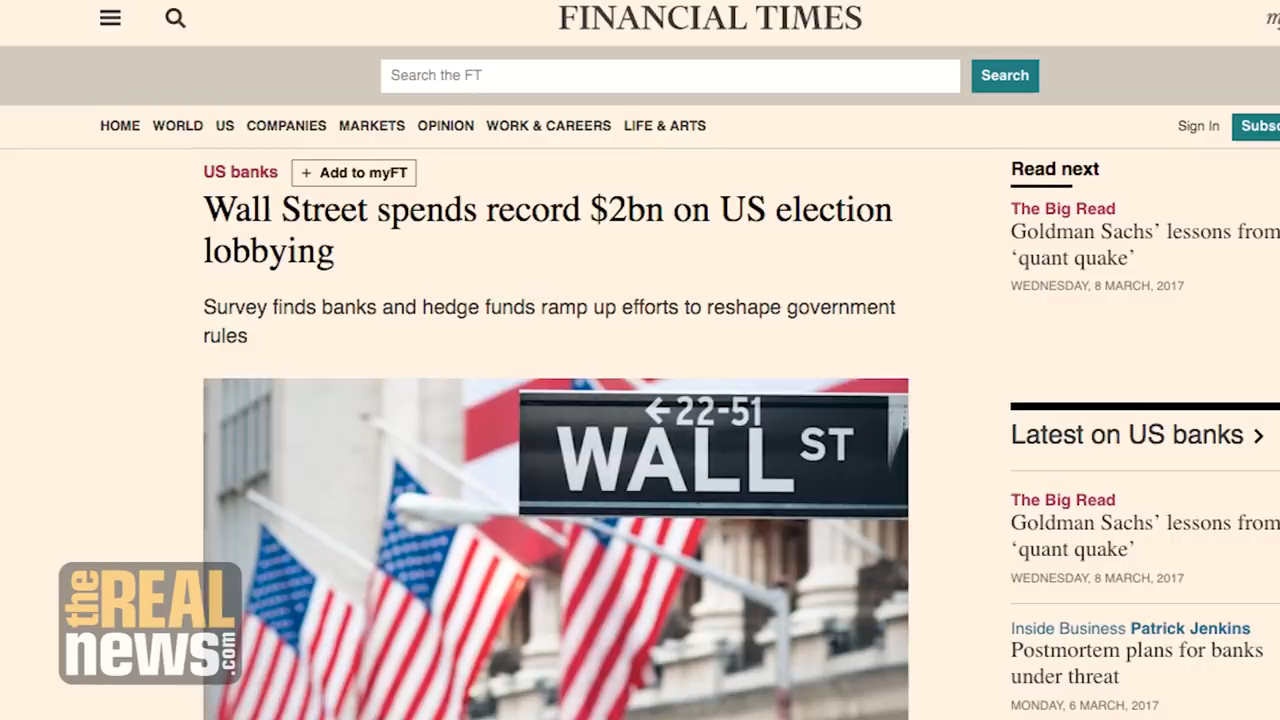 FINANCIAL TIMES
Search the FT
Search
HOME WORLD US COMPANIES MARKETS OPINION WORK & CAREERS LIFE & ARTS
Sign In
US banks
+ Add to myFT
Wall Street spends record $2bn on US election
lobbying
Survey finds banks and hedge funds ramp up efforts to reshape government
rules
←22-51
WALL ST
the REAL
news.com
Read next
The Big Read
Goldman Sachs’ lessons from
‘quant quake’
WEDNESDAY, 8 MARCH, 2017
Latest on US banks >
The Big Read
Goldman Sachs’ lessons from
‘quant quake’
WEDNESDAY, 8 MARCH, 2017
Inside Business Patrick Jenkins
Postmortem plans for banks
under threat
MONDAY, 6 MARCH, 2017